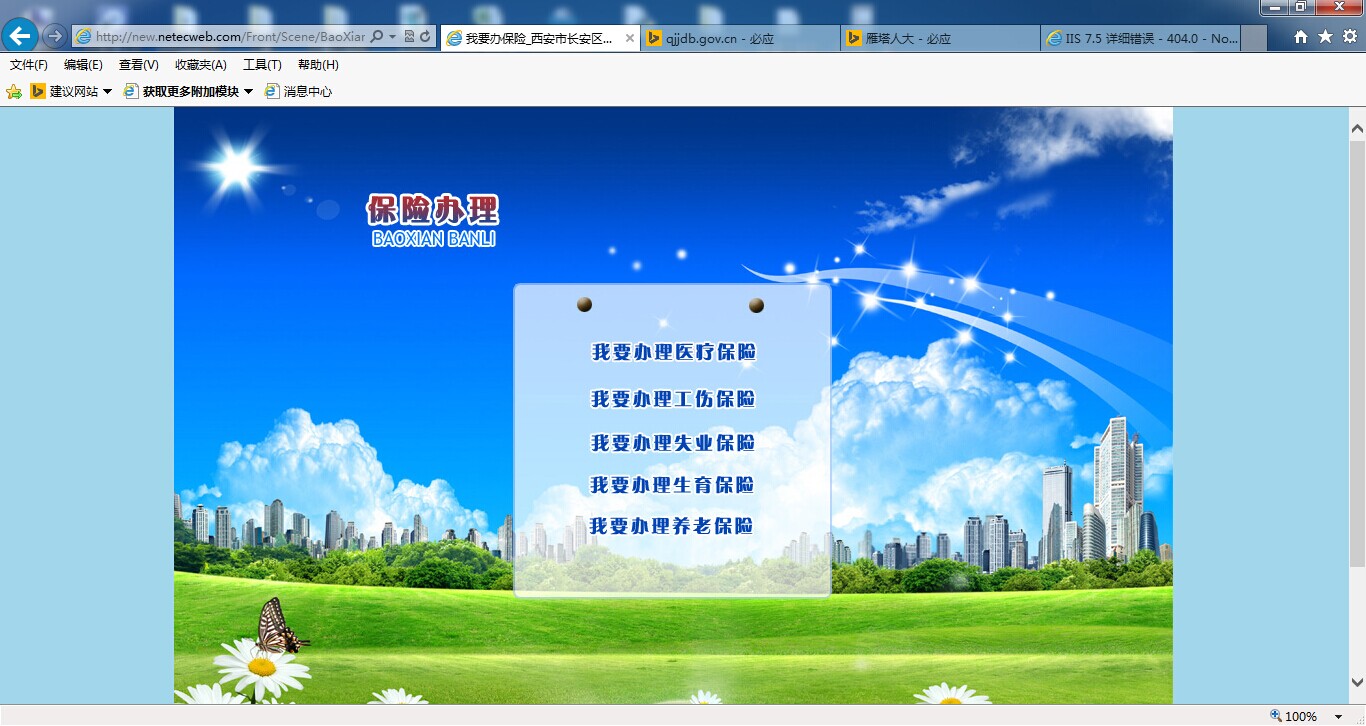 http://new.netecweb.com/Front/Scene/BaoXiar
我要办保险_西安市长安区...
qjjdb.gov.cn - 必应
雁塔人大 - 必应
IIS 7.5 详细错误 - 404.0 - No...
文件(F) 编辑(E) 查看(V) 收藏夹(A) 工具(T) 帮助(H)
建议网站 获取更多附加模块 消息中心
保险办理
BAOXIAN BANLI
我要办理医疗保险
我要办理工伤保险
我要办理失业保险
我要办理生育保险
我要办理养老保险
100%